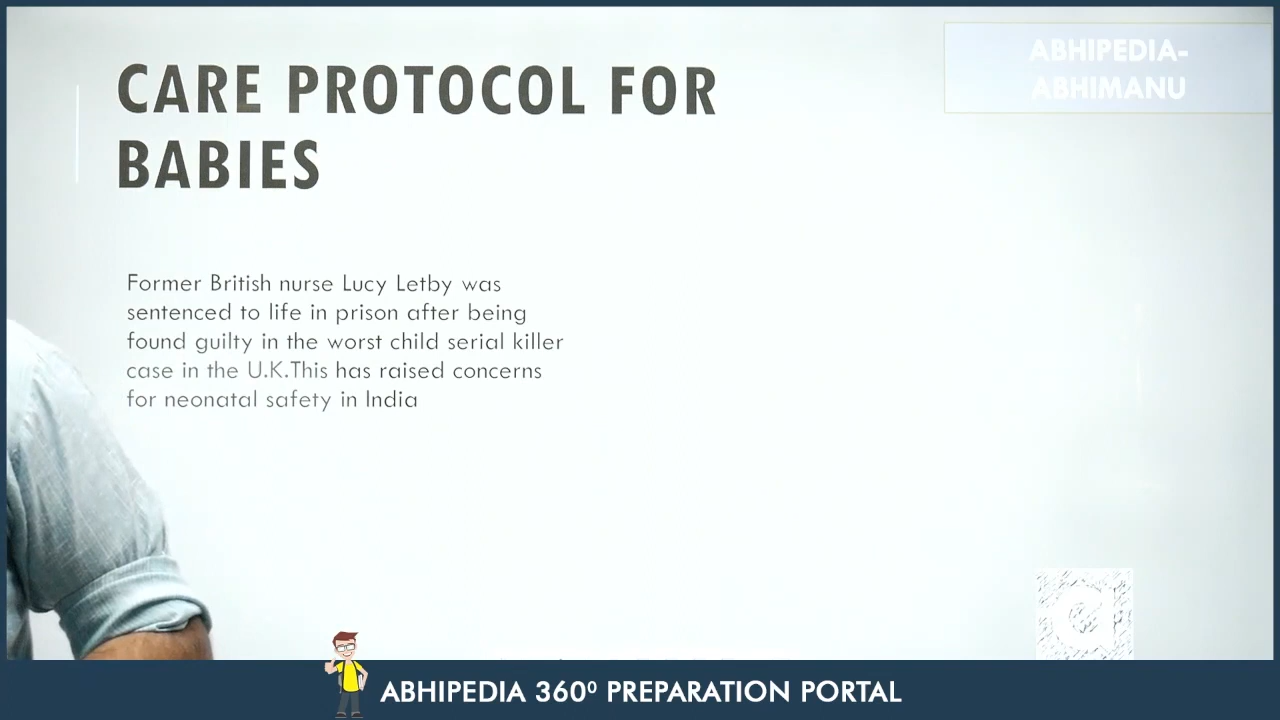 CARE PROTOCOL FOR
BABIES
ABHIPEDIA-
ABHIMANU
Former British nurse Lucy Letby was
sentenced to life in prison after being
found guilty in the worst child serial killer
case in the U.K.This has raised concerns
for neonatal safety in India
ABHIPEDIA 360⁰ PREPARATION PORTAL